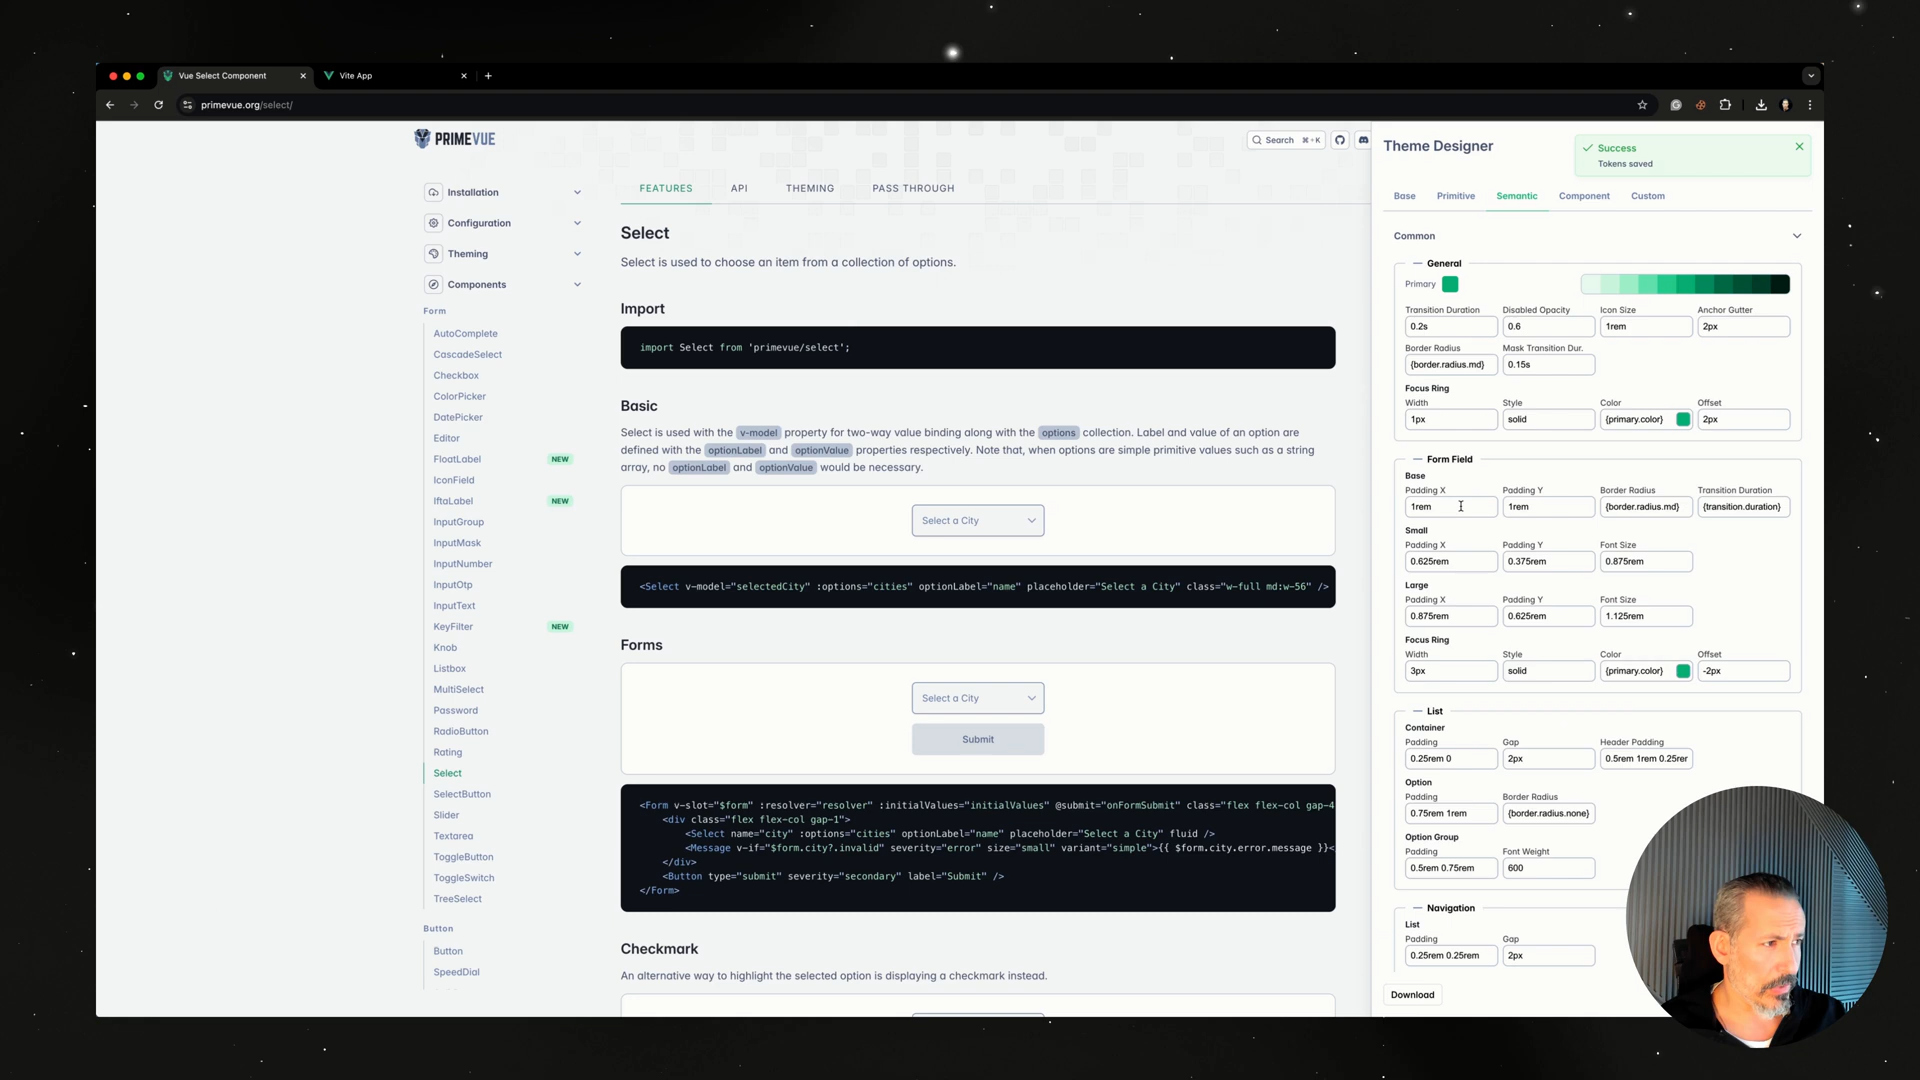 Vue Select Component
Vite App
primevue.org/select/
PRIMEVUE
Search ⌘+K
Installation
Configuration
Theming
Components
Form
AutoComplete
CascadeSelect
Checkbox
ColorPicker
DatePicker
Editor
FloatLabel NEW
IconField
IftaLabel NEW
InputGroup
InputMask
InputNumber
InputOtp
InputText
KeyFilter NEW
Knob
Listbox
MultiSelect
Password
RadioButton
Rating
Select
SelectButton
Slider
Textarea
ToggleButton
ToggleSwitch
TreeSelect
Button
Button
SpeedDial
FEATURES API THEMING PASS THROUGH
Select
Select is used to choose an item from a collection of options.
Import
import Select from 'primevue/select';
Basic
Select is used with the v-model property for two-way value binding along with the options collection. Label and value of an option are
defined with the optionLabel and optionValue properties respectively. Note that, when options are simple primitive values such as a string
array, no optionLabel and optionValue would be necessary.
Select a City
<Select v-model="selectedCity" :options="cities" optionLabel="name" placeholder="Select a City" class="w-full md:w-56" />
Forms
Select a City
Submit
<Form v-slot="$form" :resolver="resolver" :initialValues="initialValues" @submit="onFormSubmit" class="flex flex-col gap-4
<div class="flex flex-col gap-1">
<Select name="city" :options="cities" optionLabel="name" placeholder="Select a City" fluid />
<Message v-if="$form.city?.invalid" severity="error" size="small" variant="simple">{{ $form.city.error.message }}<
</div>
<Button type="submit" severity="secondary" label="Submit" />
</Form>
Checkmark
An alternative way to highlight the selected option is displaying a checkmark instead.
Theme Designer
Success
Tokens saved
Base Primitive Semantic Component Custom
Common
General
Primary
Transition Duration Disabled Opacity Icon Size Anchor Gutter
0.2s 0.6 1rem 2px
Border Radius Mask Transition Dur.
{border.radius.md} 0.15s
Focus Ring
Width Style Color Offset
1px solid {primary.color} 2px
Form Field
Base
Padding X Padding Y Border Radius Transition Duration
1rem 1rem {border.radius.md} {transition.duration}
Small
Padding X Padding Y Font Size
0.625rem 0.375rem 0.875rem
Large
Padding X Padding Y Font Size
0.875rem 0.625rem 1.125rem
Focus Ring
Width Style Color Offset
3px solid {primary.color} -2px
List
Container
Padding Gap Header Padding
0.25rem 0 2px 0.5rem 1rem 0.25rer
Option
Padding Border Radius
0.75rem 1rem {border.radius.none}
Option Group
Padding Font Weight
0.5rem 0.75rem 600
Navigation
List
Padding Gap
0.25rem 0.25rem 2px
Download